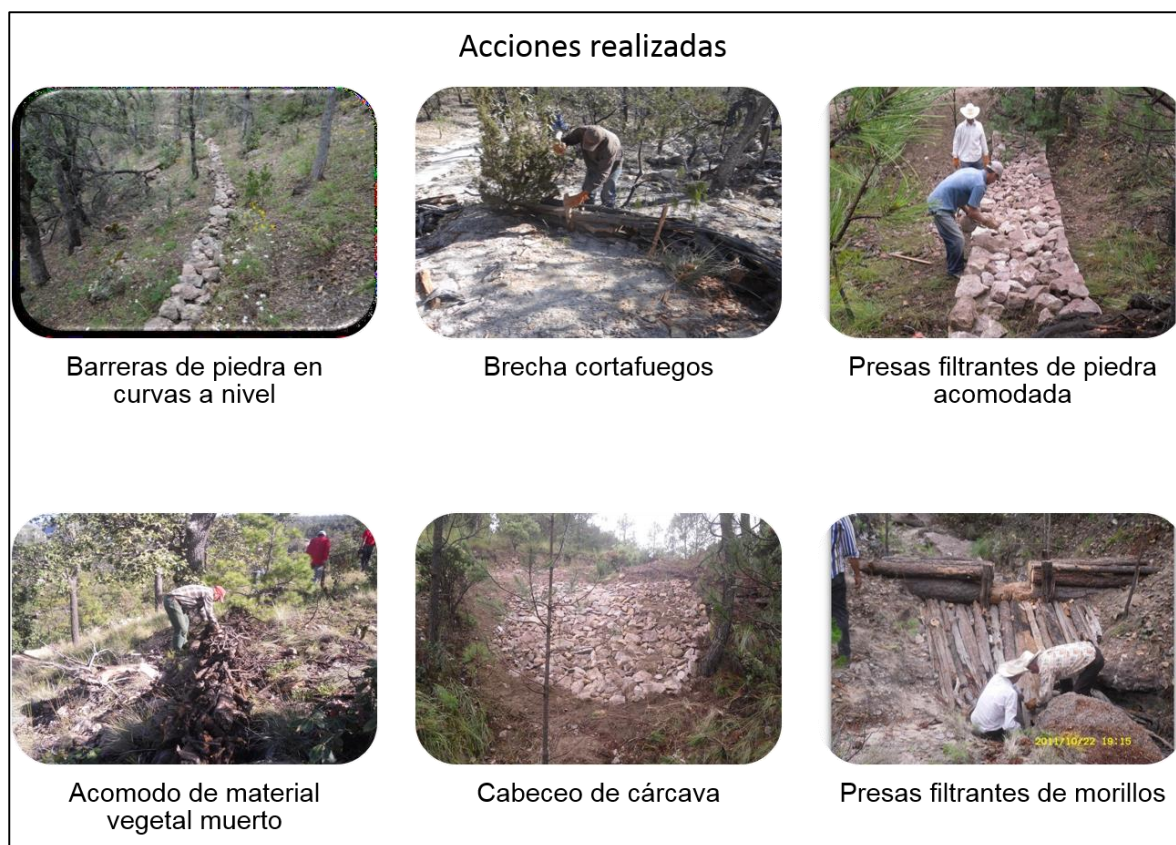 Acciones realizadas
Barreras de piedra en
curvas a nivel
Brecha cortafuegos
Presas filtrantes de piedra
acomodada
Acomodo de material
vegetal muerto
Cabeceo de cárcava
2011/10/22 19:15
Presas filtrantes de morillos